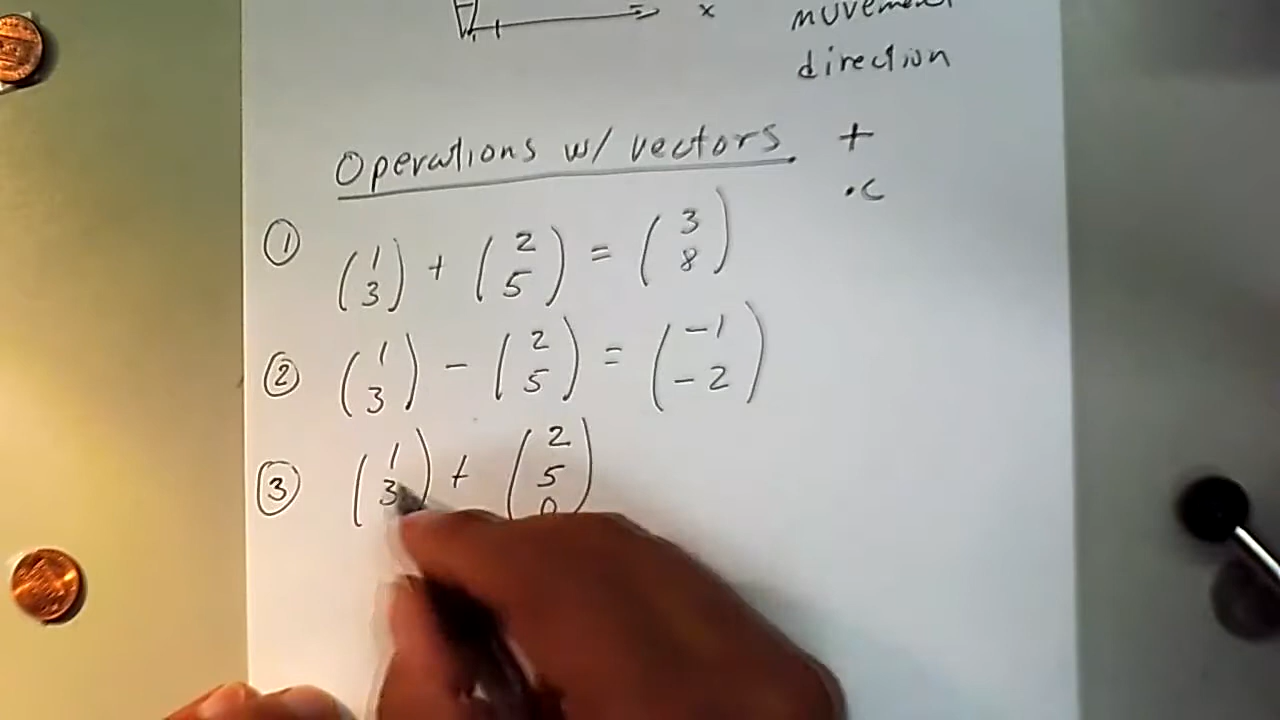 x movement
direction
Operations w/ vectors. +
·c
① (1 3) + (2 5) = (3 8)
② (1 3) - (2 5) = (-1 -2)
③ (1 3) + (2 5 0)